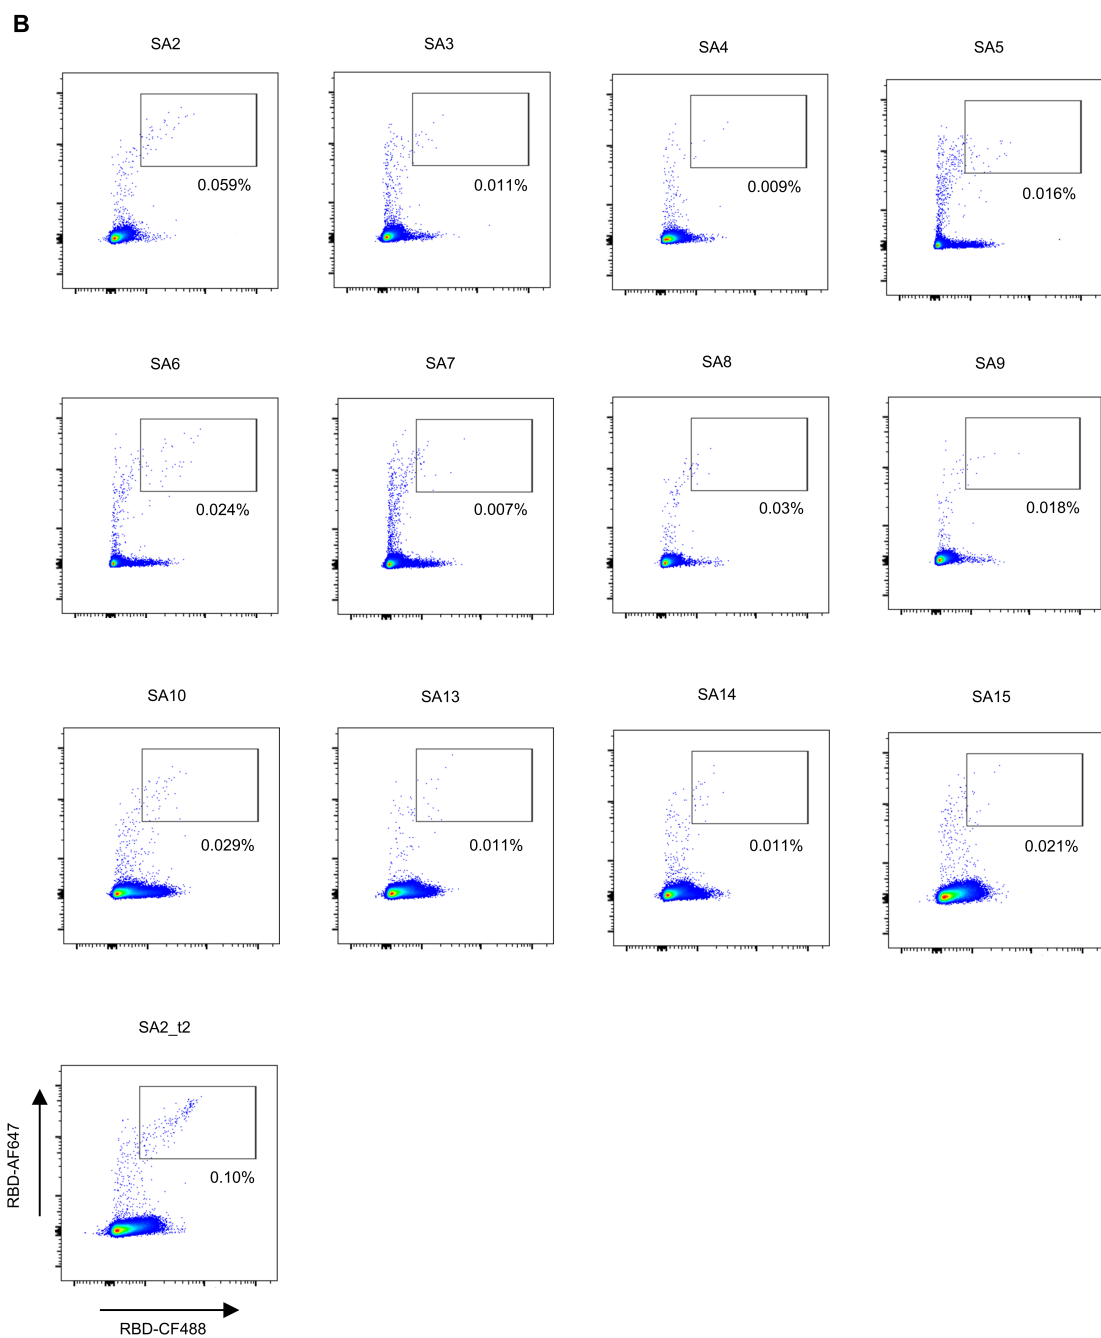 B
SA2
SA3
SA4
SA5
0.059%
0.011%
0.009%
0.016%
SA6
SA7
SA8
SA9
0.024%
0.007%
0.03%
0.018%
SA10
SA13
SA14
SA15
0.029%
0.011%
0.011%
0.021%
SA2_t2
0.10%
RBD-AF647
RBD-CF488